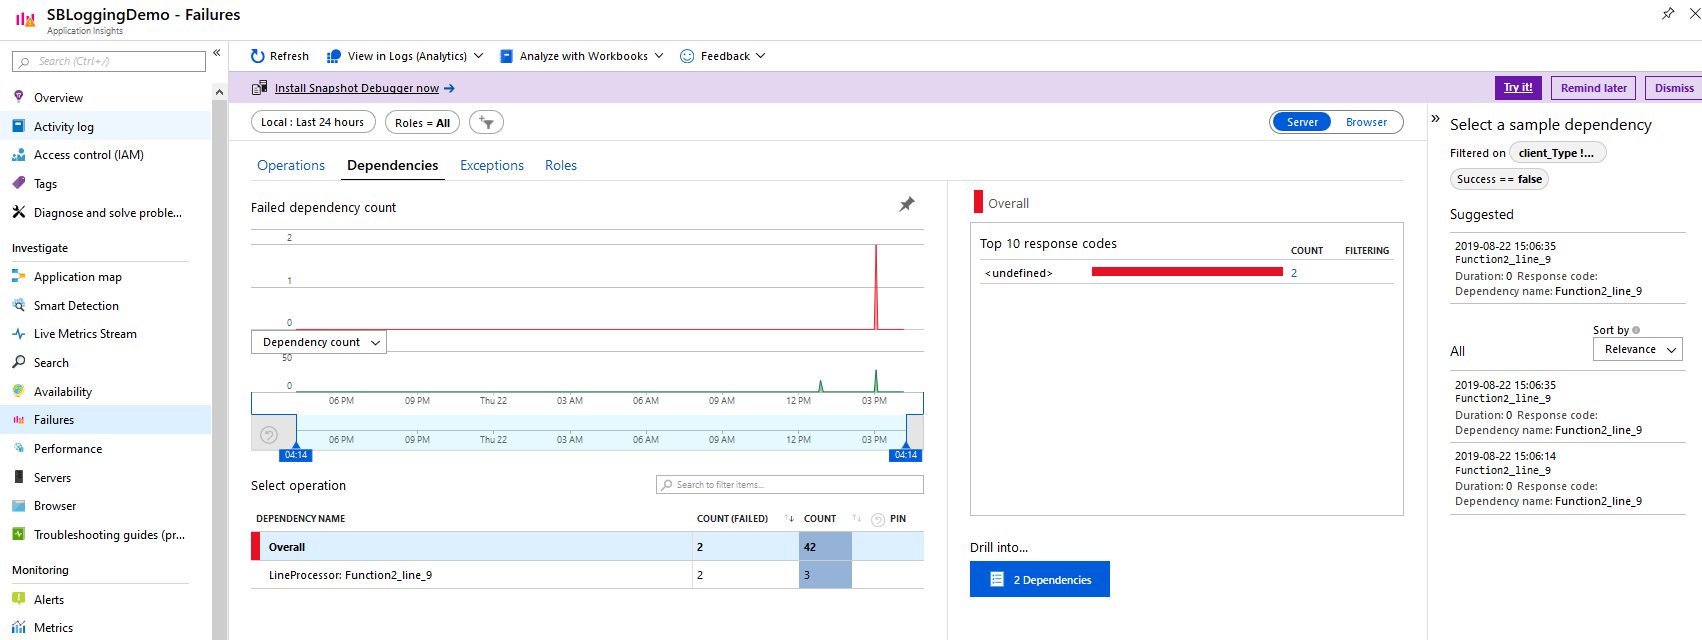 SBLoggingDemo - Failures
Application Insights
Search (Ctrl+/)
«
Overview
Activity log
Access control (IAM)
Tags
Diagnose and solve proble...
Investigate
Application map
Smart Detection
Live Metrics Stream
Search
Availability
Failures
Performance
Servers
Browser
Troubleshooting guides (pr...
Monitoring
Alerts
Metrics
Refresh View in Logs (Analytics) Analyze with Workbooks Feedback
Install Snapshot Debugger now →
Try it! Remind later Dismiss
Local : Last 24 hours Roles = All
Server Browser
Operations Dependencies Exceptions Roles
Failed dependency count
2
1
0
Dependency count
50
0
06 PM 09 PM Thu 22 03 AM 06 AM 09 AM 12 PM 03 PM
06 PM 09 PM Thu 22 03 AM 06 AM 09 AM 12 PM 03 PM
04:14 04:14
Select operation
Search to filter items...
DEPENDENCY NAME COUNT (FAILED) ↑↓ COUNT ↑↓ PIN
Overall 2 42
LineProcessor: Function2_line_9 2 3
Overall
Top 10 response codes COUNT FILTERING
<undefined> 2
Drill into...
2 Dependencies
»
Select a sample dependency
Filtered on client_Type !...
Success == false
Suggested
2019-08-22 15:06:35
Function2_line_9
Duration: 0 Response code:
Dependency name: Function2_line_9
Sort by
All Relevance
2019-08-22 15:06:35
Function2_line_9
Duration: 0 Response code:
Dependency name: Function2_line_9
2019-08-22 15:06:14
Function2_line_9
Duration: 0 Response code:
Dependency name: Function2_line_9